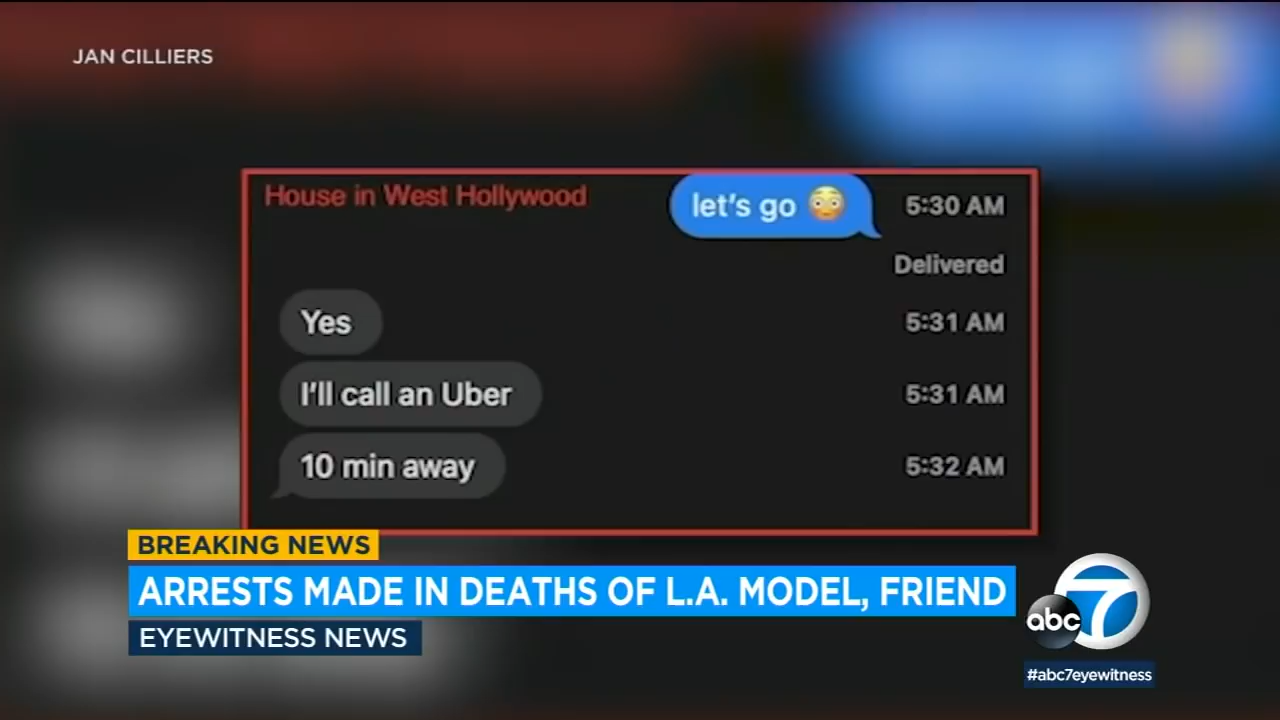 JAN CILLIERS
House in West Hollywood
let's go 😳 5:30 AM
Delivered
Yes 5:31 AM
I'll call an Uber 5:31 AM
10 min away 5:32 AM
BREAKING NEWS
ARRESTS MADE IN DEATHS OF L.A. MODEL, FRIEND
EYEWITNESS NEWS
abc 7
#abc7eyewitness